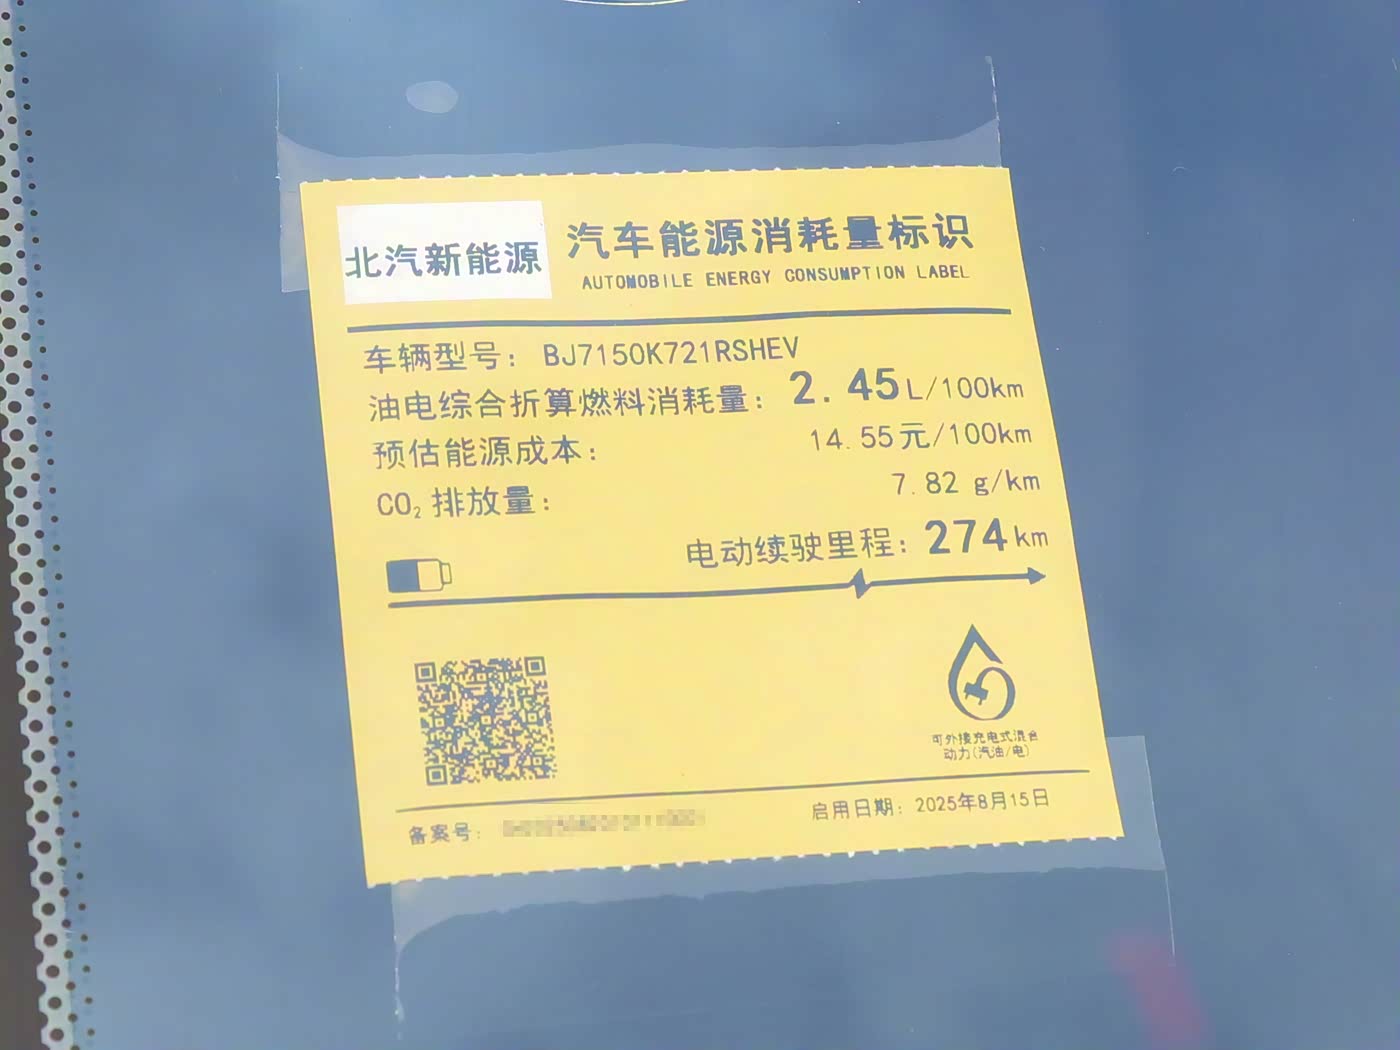 北汽新能源
汽车能源消耗量标识
AUTOMOBILE ENERGY CONSUMPTION LABEL
车辆型号： BJ7150K721RSHEV
油电综合折算燃料消耗量： 2.45 L/100km
预估能源成本： 14.55元/100km
CO₂ 排放量： 7.82 g/km
电动续驶里程： 274 km
可外接充电式混合
动力(汽油/电)
备案号：
启用日期： 2025年8月15日